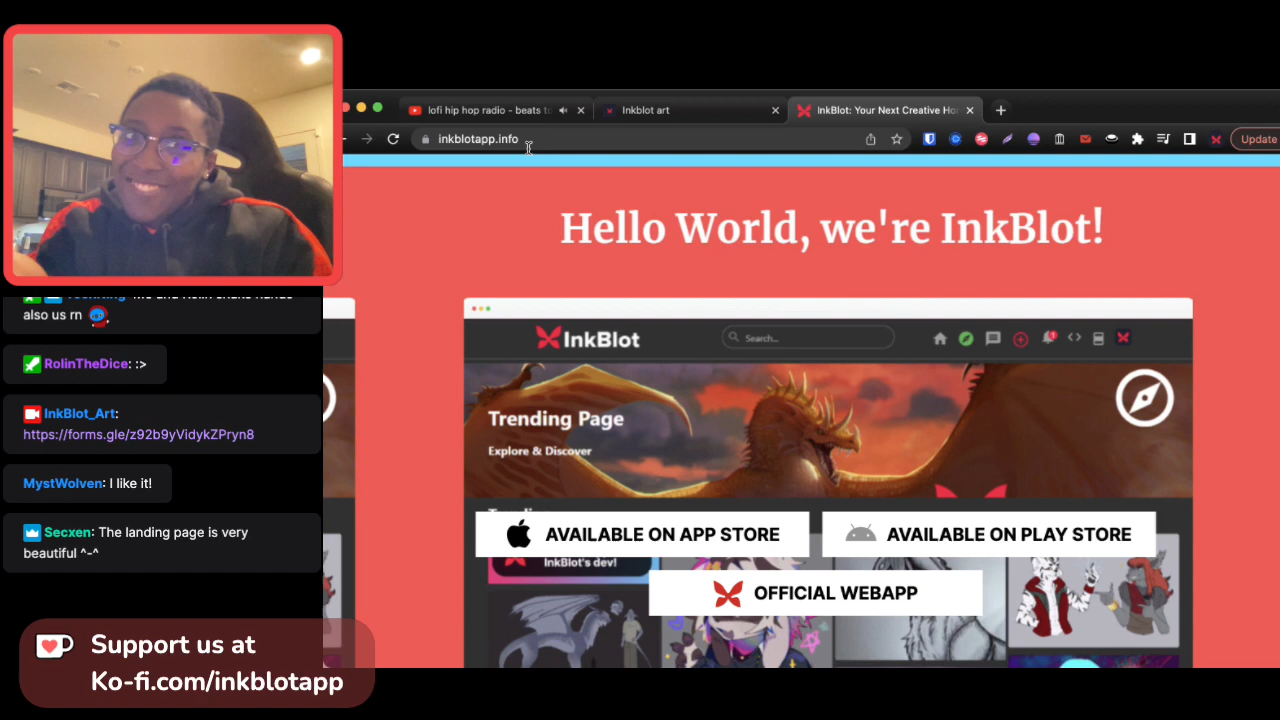 lofi hip hop radio - beats to
Inkblot art
InkBlot: Your Next Creative Ho
inkblotapp.info
Update
Hello World, we're InkBlot!
also us rn
RolinTheDice: :>
InkBlot_Art:
https://forms.gle/z92b9yVidykZPryn8
MystWolven: I like it!
Secxen: The landing page is very
beautiful ^-^
Support us at
Ko-fi.com/inkblotapp
InkBlot
Search...
1
Trending Page
Explore & Discover
AVAILABLE ON APP STORE
AVAILABLE ON PLAY STORE
InkBlot's dev!
OFFICIAL WEBAPP